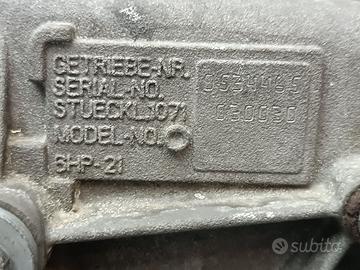 GETRIEBE-NR.
SERIAL-NO.
STUECKL.1071
MODEL-NO.
6HP-21
subito